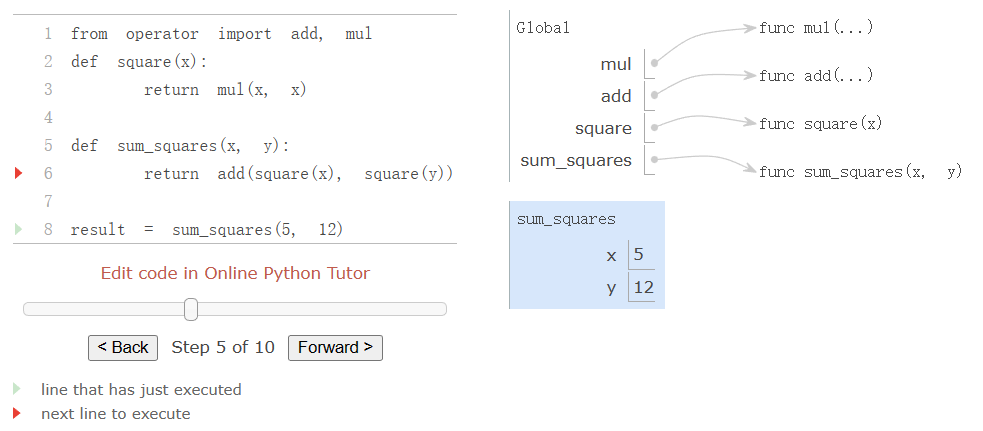 1 from operator import add, mul
2 def square(x):
3         return mul(x, x)
4
5 def sum_squares(x, y):
6         return add(square(x), square(y))
7
8 result = sum_squares(5, 12)
Edit code in Online Python Tutor
< Back Step 5 of 10 Forward >
line that has just executed
next line to execute
Global
mul
add
square
sum_squares
func mul(...)
func add(...)
func square(x)
func sum_squares(x, y)
sum_squares
x 5
y 12